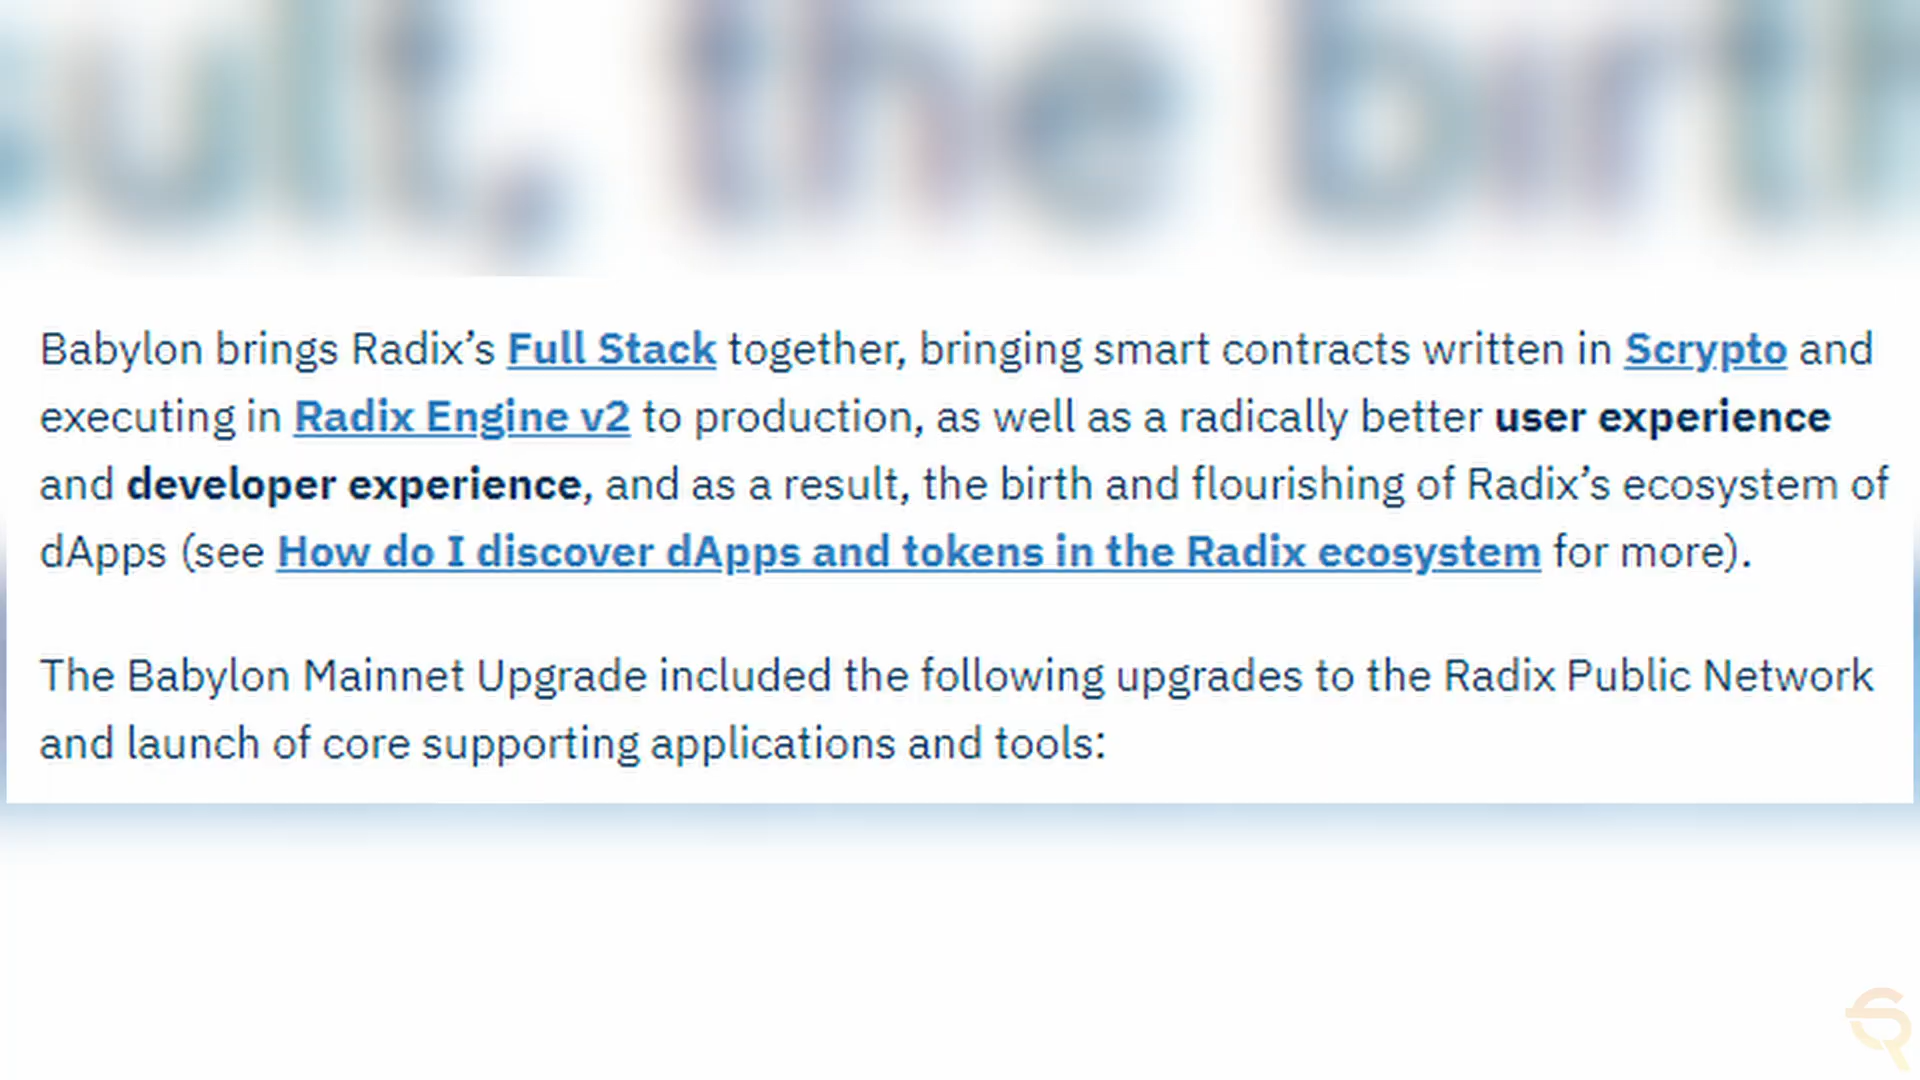 ult, the birth
Babylon brings Radix’s Full Stack together, bringing smart contracts written in Scrypto and
executing in Radix Engine v2 to production, as well as a radically better user experience
and developer experience, and as a result, the birth and flourishing of Radix’s ecosystem of
dApps (see How do I discover dApps and tokens in the Radix ecosystem for more).
The Babylon Mainnet Upgrade included the following upgrades to the Radix Public Network
and launch of core supporting applications and tools: